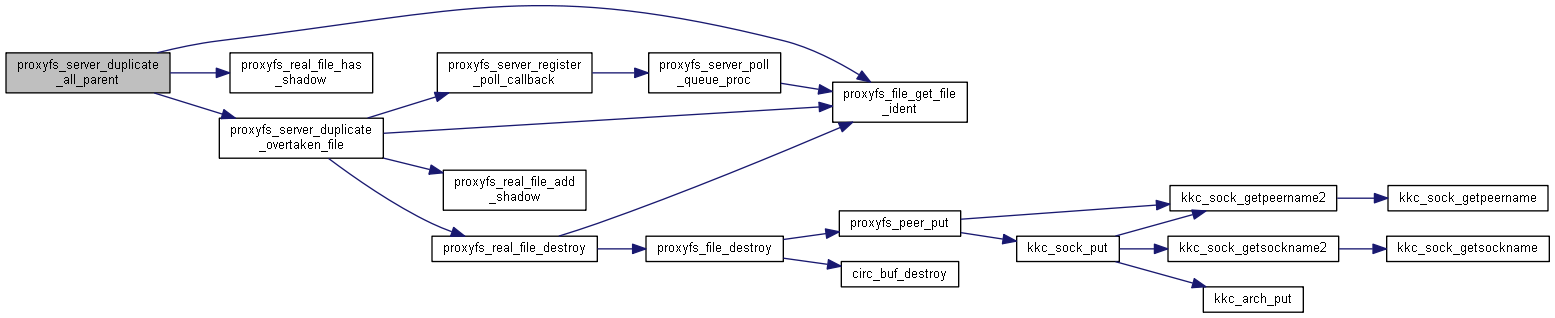 proxyfs_server_duplicate
_all_parent
proxyfs_real_file_has
_shadow
proxyfs_server_duplicate
_overtaken_file
proxyfs_server_register
_poll_callback
proxyfs_server_poll
_queue_proc
proxyfs_file_get_file
_ident
proxyfs_real_file_add
_shadow
proxyfs_real_file_destroy
proxyfs_file_destroy
proxyfs_peer_put
circ_buf_destroy
kkc_sock_put
kkc_sock_getpeername2
kkc_sock_getpeername
kkc_sock_getsockname2
kkc_sock_getsockname
kkc_arch_put